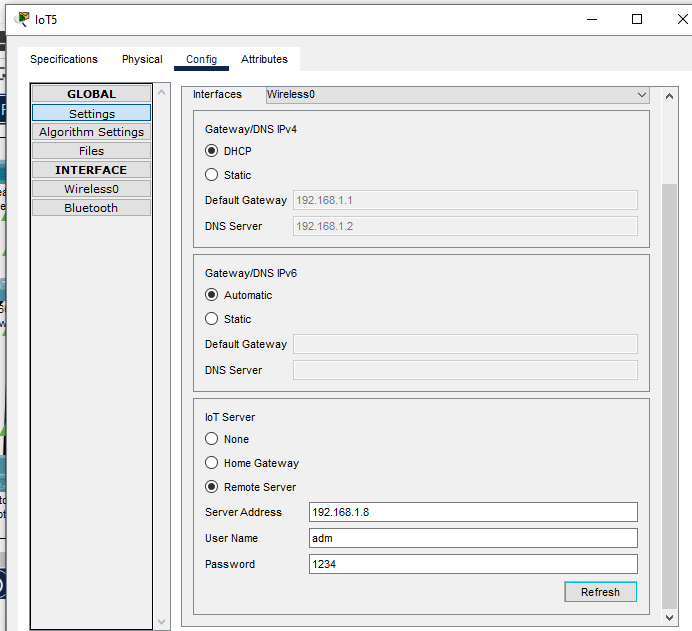 IoT5
Specifications Physical Config Attributes
GLOBAL
Settings
Algorithm Settings
Files
INTERFACE
Wireless0
Bluetooth
Interfaces Wireless0
Gateway/DNS IPv4
DHCP
Static
Default Gateway 192.168.1.1
DNS Server 192.168.1.2
Gateway/DNS IPv6
Automatic
Static
Default Gateway
DNS Server
IoT Server
None
Home Gateway
Remote Server
Server Address 192.168.1.8
User Name adm
Password 1234
Refresh